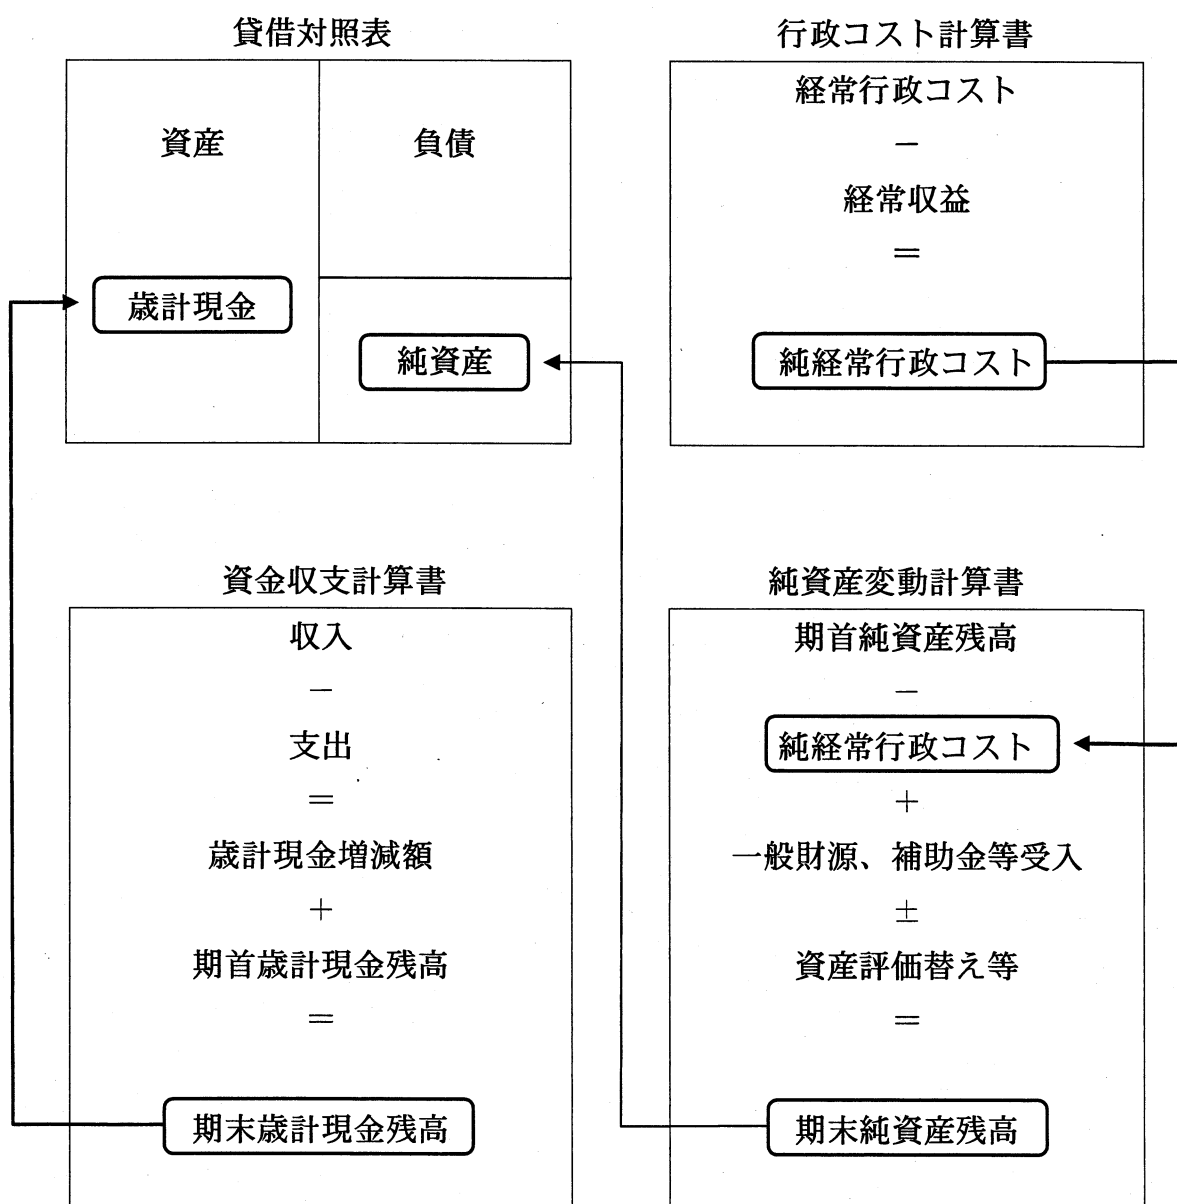 貸借対照表
資産
負債
歳計現金
純資産
行政コスト計算書
経常行政コスト
－
経常収益
＝
純経常行政コスト
資金収支計算書
収入
－
支出
＝
歳計現金増減額
＋
期首歳計現金残高
＝
期末歳計現金残高
純資産変動計算書
期首純資産残高
－
純経常行政コスト
＋
一般財源、補助金等受入
±
資産評価替え等
＝
期末純資産残高